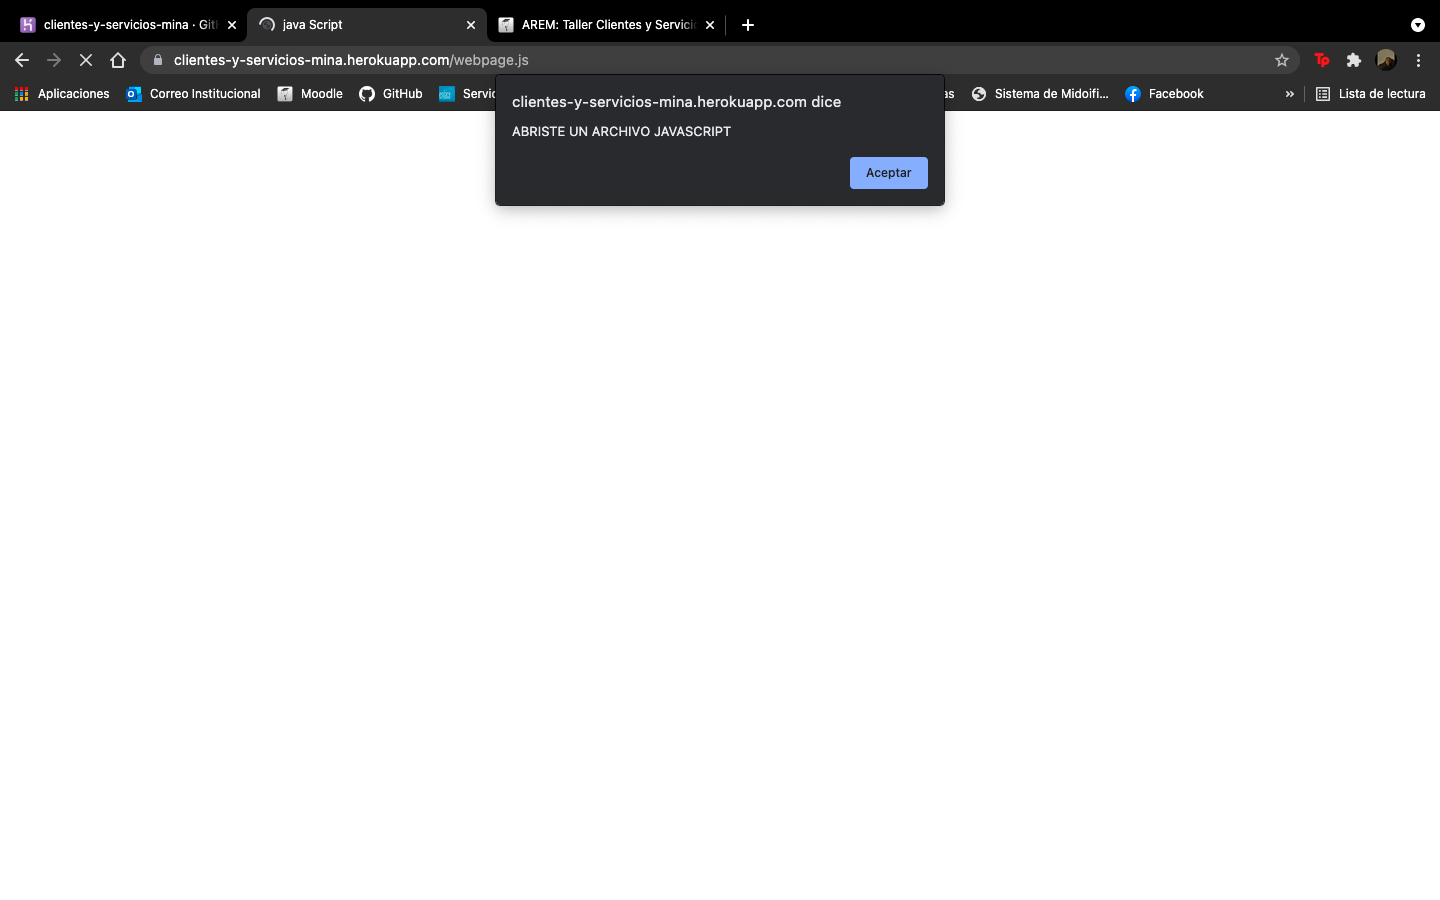 clientes-y-servicios-mina · Git
java Script
AREM: Taller Clientes y Servici
clientes-y-servicios-mina.herokuapp.com/webpage.js
Aplicaciones
Correo Institucional
Moodle
GitHub
Servic
as
Sistema de Midoifi...
Facebook
»
Lista de lectura
clientes-y-servicios-mina.herokuapp.com dice
ABRISTE UN ARCHIVO JAVASCRIPT
Aceptar